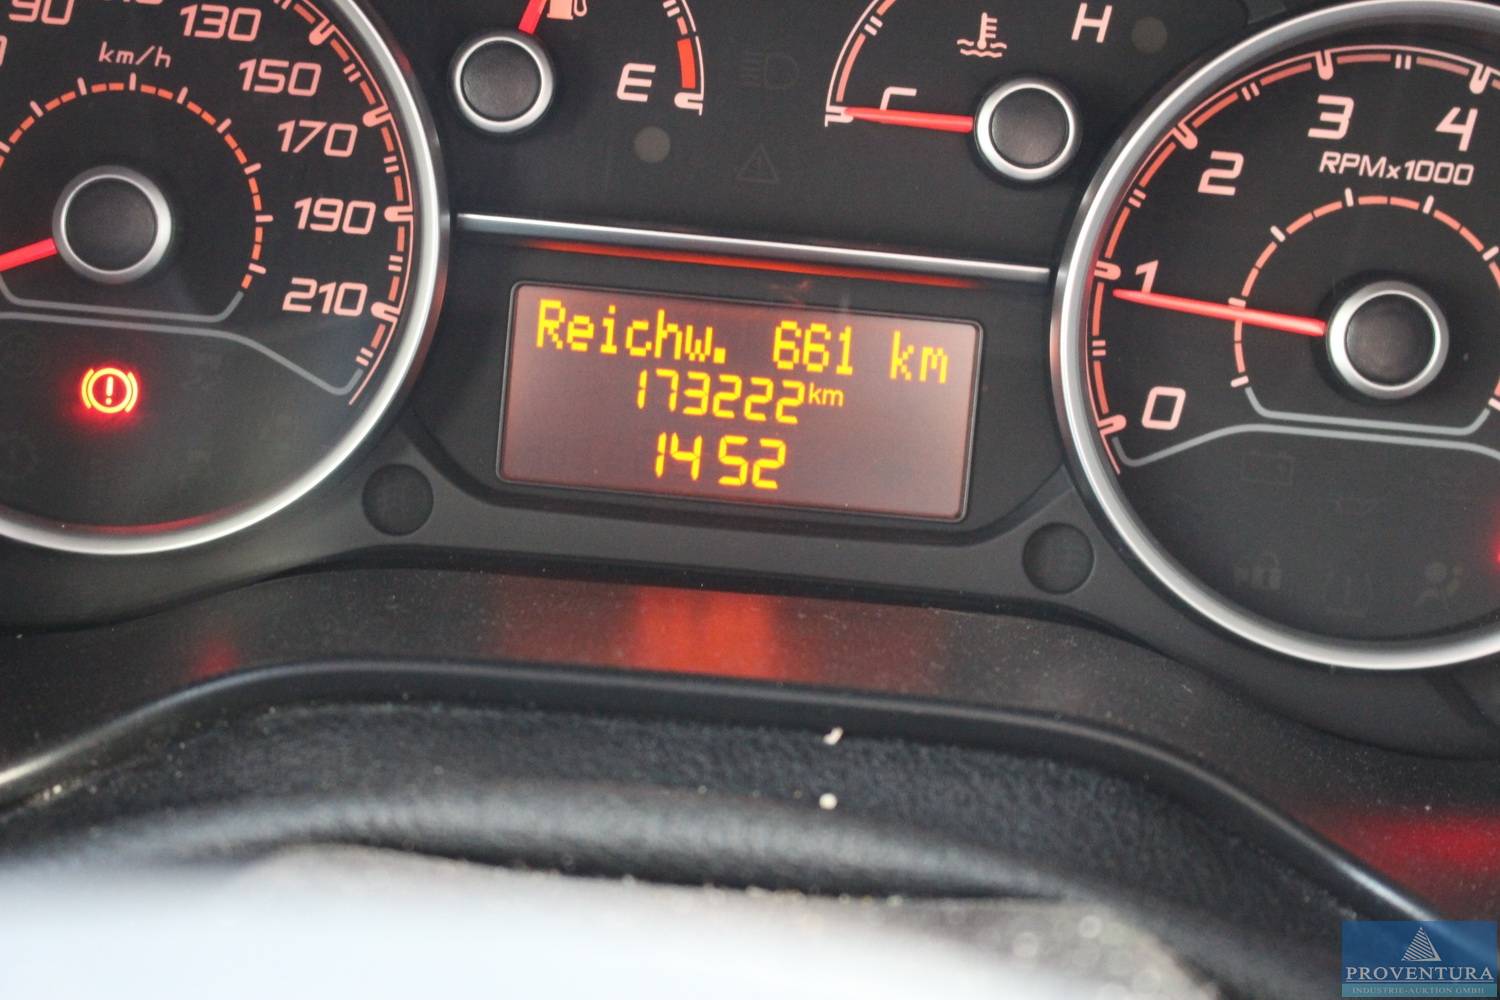 90
130
km/h
150
170
190
210
E
C
H
0
1
2
3
4
RPMx1000
Reichw. 661 km
173222km
14 52
PROVENTURA
INDUSTRIE-AUKTION GMBH